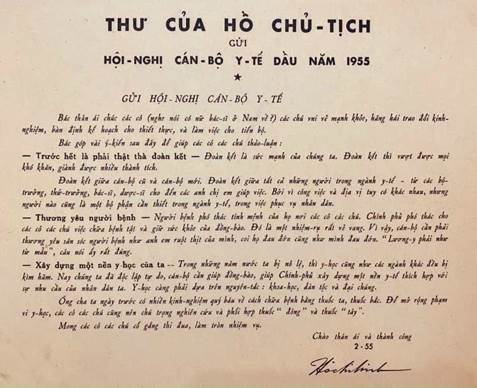 THƯ CỦA HỒ CHỦ-TỊCH
GỬI
HỘI-NGHỊ CÁN-BỘ Y-TẾ ĐẦU NĂM 1955
GỬI HỘI-NGHỊ CÁN-BỘ Y-TẾ
Bác thân ái chúc các cô (nghe nói có nữ bác-sĩ ở Nam về?) các chú vui vẻ mạnh khỏe, hăng hái trao đổi kinh-
nghiệm, bàn định kế hoạch cho thiết thực, và làm việc cho tiến bộ.
Bác góp vài ý-kiến sau đây để giúp các cô các chú thảo-luận:
— Trước hết là phải thật thà đoàn kết — Đoàn kết là sức mạnh của chúng ta. Đoàn kết thì vượt được mọi
khó khăn, giành được nhiều thành tích.
Đoàn kết giữa cán-bộ cũ và cán-bộ mới. Đoàn kết giữa tất cả những người trong ngành y-tế - từ các bộ-
trưởng, thứ-trưởng, bác-sĩ, dược-sĩ cho đến các anh chị em giúp việc. Bởi vì công việc và địa vị tuy có khác nhau, nhưng
người nào cũng là một bộ phận cần thiết trong ngành y-tế, trong việc phục vụ nhân dân.
— Thương yêu người bệnh — Người bệnh phó thác tính mệnh của họ nơi các cô các chú. Chính phủ phó thác cho
các cô các chú việc chữa bệnh tật và giữ sức khỏe của đồng-bào. Đó là một nhiệm-vụ rất vẻ vang. Vì vậy, cán-bộ cần phải
thương yêu săn sóc người bệnh như anh em ruột thịt của mình, coi họ đau đớn cũng như mình đau đớn. "Lương-y phải như
từ mẫu", câu nói ấy rất đúng.
— Xây dựng một nền y học của ta — Trong những năm nước ta bị nô lệ, thì y-học cũng như các ngành khác đều bị
kìm hãm. Nay chúng ta đã độc lập tự do, cán-bộ cần giúp đồng-bào, giúp Chính-phủ xây dựng một nền y-tế thích hợp với
sự nhu cầu của nhân dân ta. Y-học càng phải dựa trên nguyên-tắc: khoa-học, dân tộc và đại chúng.
Ông cha ta ngày trước có nhiều kinh-nghiệm quý báu về cách chữa bệnh bằng thuốc ta, thuốc bắc. Để mở rộng phạm
vi y-học, các cô các chú cũng nên chú trọng nghiên cứu và phối hợp thuốc "đông" và thuốc "tây".
Mong các cô các chú cố gắng thi đua, làm tròn nhiệm vụ.
Chào thân ái và thành công
2-55
Hồ Chí Minh